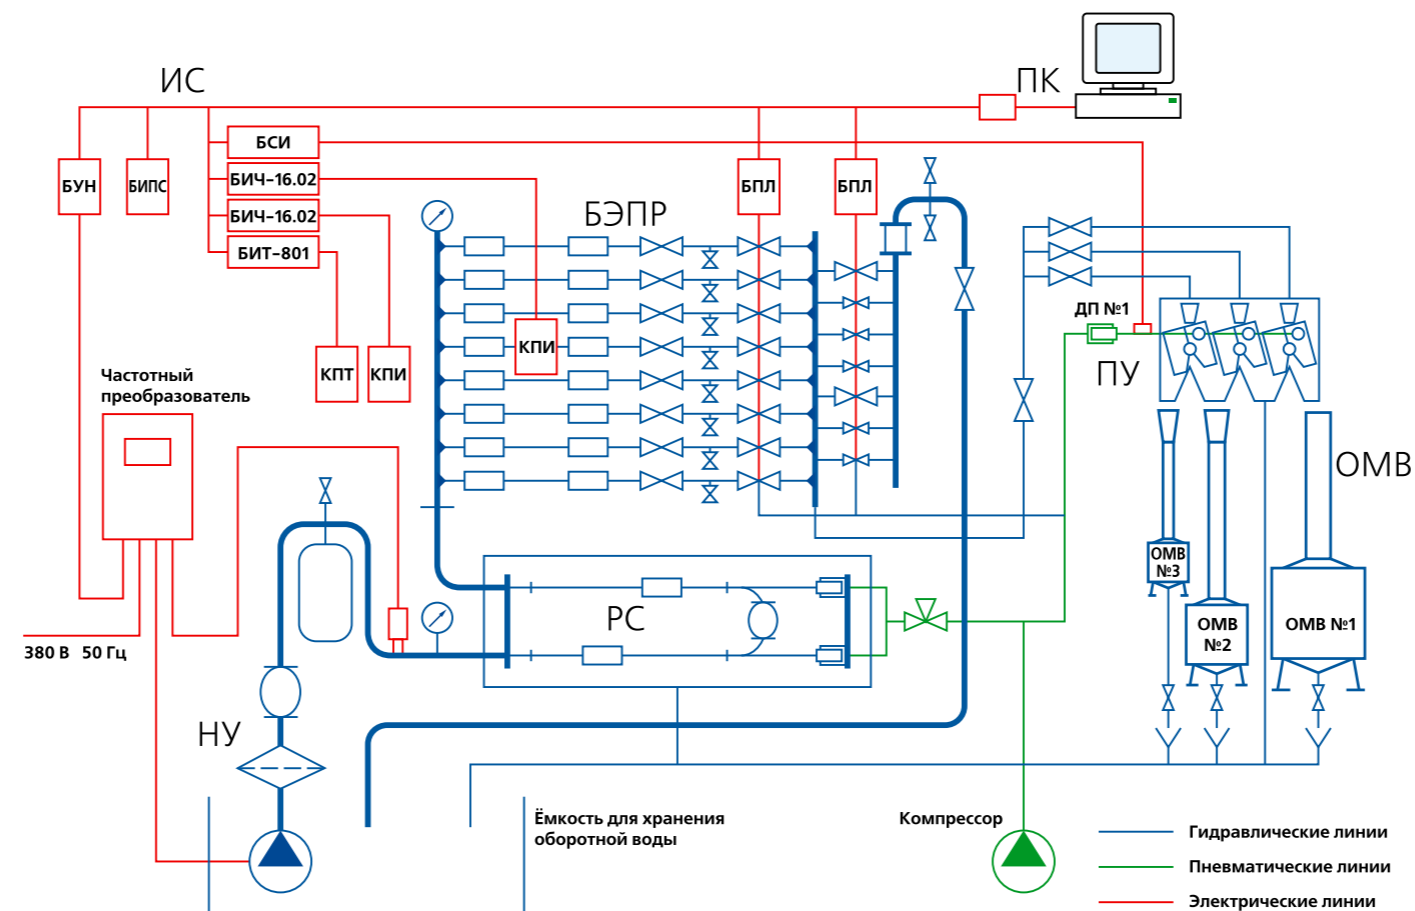 ИС
ПК
БСИ
БУН
БИПС
БИЧ-16.02
БИЧ-16.02
БИТ-801
БПЛ
БПЛ
БЭПР
ДП №1
ПУ
КПИ
КПТ
КПИ
Частотный
преобразователь
ОМВ
ОМВ
№3
ОМВ
№2
ОМВ №1
РС
380 В 50 Гц
НУ
Ёмкость для хранения
оборотной воды
Компрессор
Гидравлические линии
Пневматические линии
Электрические линии